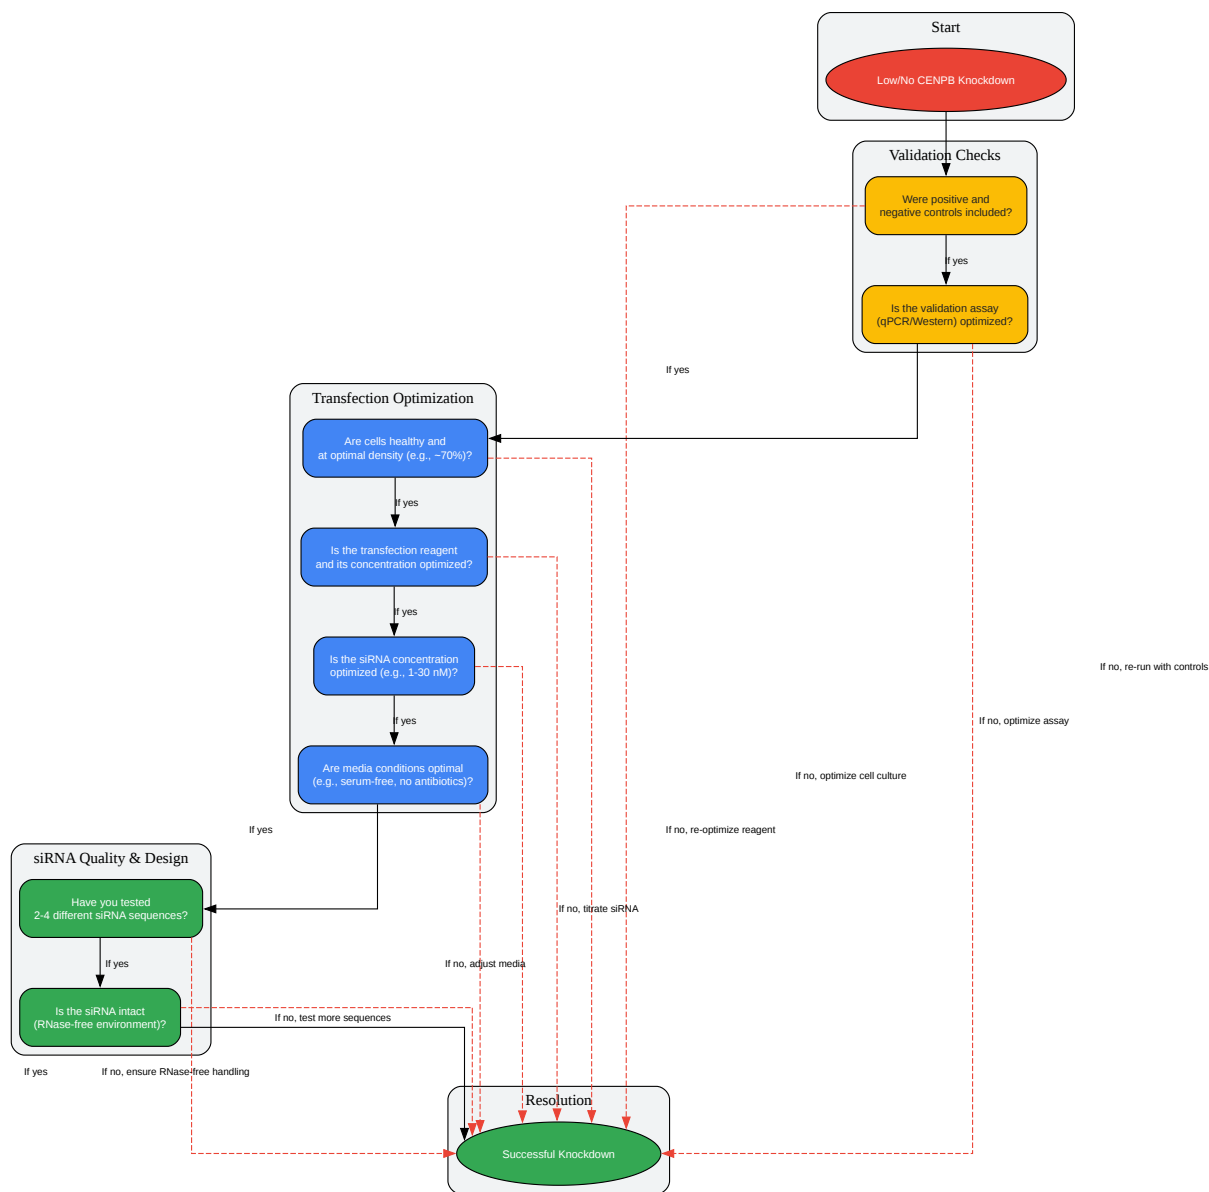 Start
Low/No CENPB Knockdown
Validation Checks
Were positive and
negative controls included?
If yes
Is the validation assay
(qPCR/Western) optimized?
If yes
Transfection Optimization
Are cells healthy and
at optimal density (e.g., ~70%)?
If yes
Is the transfection reagent
and its concentration optimized?
If yes
Is the siRNA concentration
optimized (e.g., 1-30 nM)?
If no, re-run with controls
If yes
If no, optimize assay
Are media conditions optimal
(e.g., serum-free, no antibiotics)?
If no, optimize cell culture
If yes
If no, re-optimize reagent
siRNA Quality & Design
Have you tested
2-4 different siRNA sequences?
If no, titrate siRNA
If yes
If no, adjust media
Is the siRNA intact
(RNase-free environment)?
If no, test more sequences
If yes
If no, ensure RNase-free handling
Resolution
Successful Knockdown